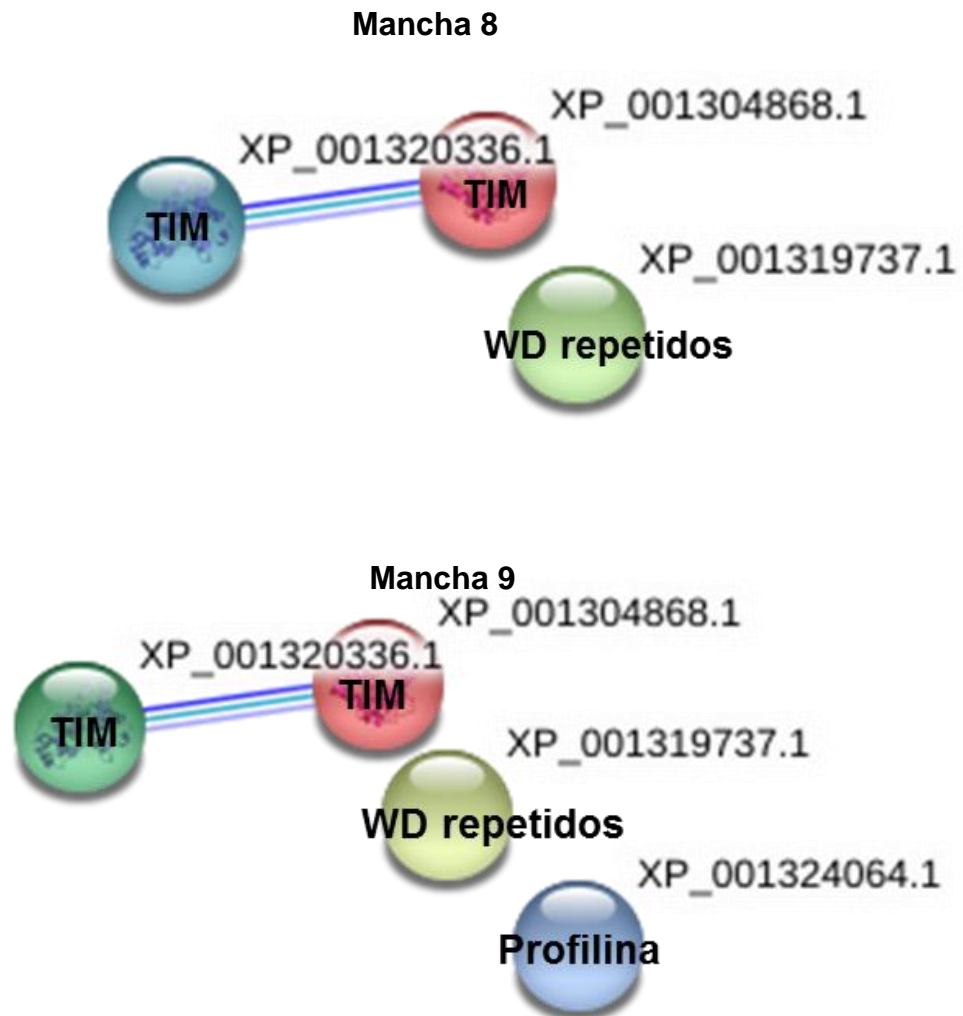 Mancha 8
XP_001304868.1
XP_001320336.1
TIM
TIM
XP_001319737.1
WD repetidos
Mancha 9
XP_001304868.1
XP_001320336.1
TIM
TIM
XP_001319737.1
WD repetidos
XP_001324064.1
Profilina